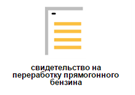 свидетельство на
переработку прямогонного
бензина